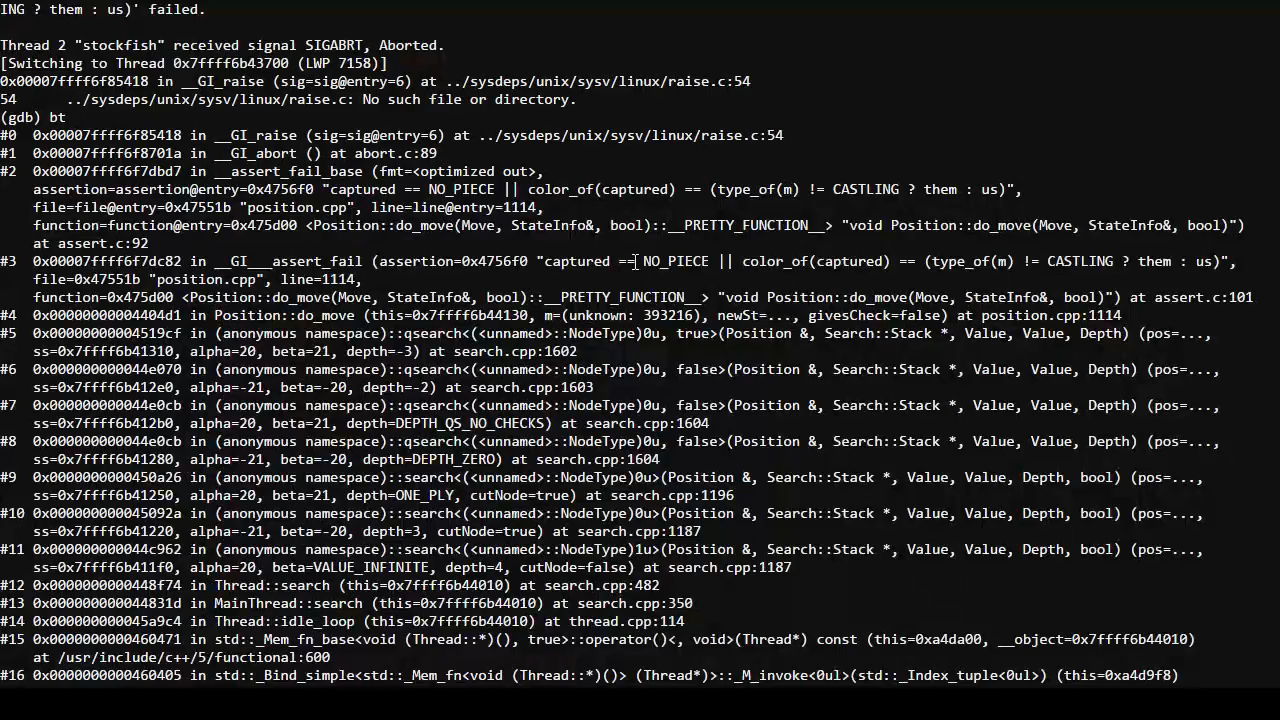 ING ? them : us)' failed.
Thread 2 "stockfish" received signal SIGABRT, Aborted.
[Switching to Thread 0x7ffff6b43700 (LWP 7158)]
0x00007ffff6f85418 in __GI_raise (sig=sig@entry=6) at ../sysdeps/unix/sysv/linux/raise.c:54
54      ../sysdeps/unix/sysv/linux/raise.c: No such file or directory.
(gdb) bt
#0  0x00007ffff6f85418 in __GI_raise (sig=sig@entry=6) at ../sysdeps/unix/sysv/linux/raise.c:54
#1  0x00007ffff6f8701a in __GI_abort () at abort.c:89
#2  0x00007ffff6f7dbd7 in __assert_fail_base (fmt=<optimized out>,
    assertion=assertion@entry=0x4756f0 "captured == NO_PIECE || color_of(captured) == (type_of(m) != CASTLING ? them : us)",
    file=file@entry=0x47551b "position.cpp", line=line@entry=1114,
    function=function@entry=0x475d00 <Position::do_move(Move, StateInfo&, bool)::__PRETTY_FUNCTION__> "void Position::do_move(Move, StateInfo&, bool)")
    at assert.c:92
#3  0x00007ffff6f7dc82 in __GI___assert_fail (assertion=0x4756f0 "captured == NO_PIECE || color_of(captured) == (type_of(m) != CASTLING ? them : us)",
    file=0x47551b "position.cpp", line=1114,
    function=0x475d00 <Position::do_move(Move, StateInfo&, bool)::__PRETTY_FUNCTION__> "void Position::do_move(Move, StateInfo&, bool)") at assert.c:101
#4  0x00000000004404d1 in Position::do_move (this=0x7ffff6b44130, m=(unknown: 393216), newSt=..., givesCheck=false) at position.cpp:1114
#5  0x00000000004519cf in (anonymous namespace)::qsearch<(<unnamed>::NodeType)0u, true>(Position &, Search::Stack *, Value, Value, Depth) (pos=...,
    ss=0x7ffff6b41310, alpha=20, beta=21, depth=-3) at search.cpp:1602
#6  0x000000000044e070 in (anonymous namespace)::qsearch<(<unnamed>::NodeType)0u, false>(Position &, Search::Stack *, Value, Value, Depth) (pos=...,
    ss=0x7ffff6b412e0, alpha=-21, beta=-20, depth=-2) at search.cpp:1603
#7  0x000000000044e0cb in (anonymous namespace)::qsearch<(<unnamed>::NodeType)0u, false>(Position &, Search::Stack *, Value, Value, Depth) (pos=...,
    ss=0x7ffff6b412b0, alpha=20, beta=21, depth=DEPTH_QS_NO_CHECKS) at search.cpp:1604
#8  0x000000000044e0cb in (anonymous namespace)::qsearch<(<unnamed>::NodeType)0u, false>(Position &, Search::Stack *, Value, Value, Depth) (pos=...,
    ss=0x7ffff6b41280, alpha=-21, beta=-20, depth=DEPTH_ZERO) at search.cpp:1604
#9  0x0000000000450a26 in (anonymous namespace)::search<(<unnamed>::NodeType)0u>(Position &, Search::Stack *, Value, Value, Depth, bool) (pos=...,
    ss=0x7ffff6b41250, alpha=20, beta=21, depth=ONE_PLY, cutNode=true) at search.cpp:1196
#10 0x000000000045092a in (anonymous namespace)::search<(<unnamed>::NodeType)0u>(Position &, Search::Stack *, Value, Value, Depth, bool) (pos=...,
    ss=0x7ffff6b41220, alpha=-21, beta=-20, depth=3, cutNode=true) at search.cpp:1187
#11 0x000000000044c962 in (anonymous namespace)::search<(<unnamed>::NodeType)1u>(Position &, Search::Stack *, Value, Value, Depth, bool) (pos=...,
    ss=0x7ffff6b411f0, alpha=20, beta=VALUE_INFINITE, depth=4, cutNode=false) at search.cpp:1187
#12 0x0000000000448f74 in Thread::search (this=0x7ffff6b44010) at search.cpp:482
#13 0x000000000044831d in MainThread::search (this=0x7ffff6b44010) at search.cpp:350
#14 0x000000000045a9c4 in Thread::idle_loop (this=0x7ffff6b44010) at thread.cpp:114
#15 0x0000000000460471 in std::_Mem_fn_base<void (Thread::*)(), true>::operator()<, void>(Thread*) const (this=0xa4da00, __object=0x7ffff6b44010)
    at /usr/include/c++/5/functional:600
#16 0x0000000000460405 in std::_Bind_simple<std::_Mem_fn<void (Thread::*)()> (Thread*)>::_M_invoke<0ul>(std::_Index_tuple<0ul>) (this=0xa4d9f8)